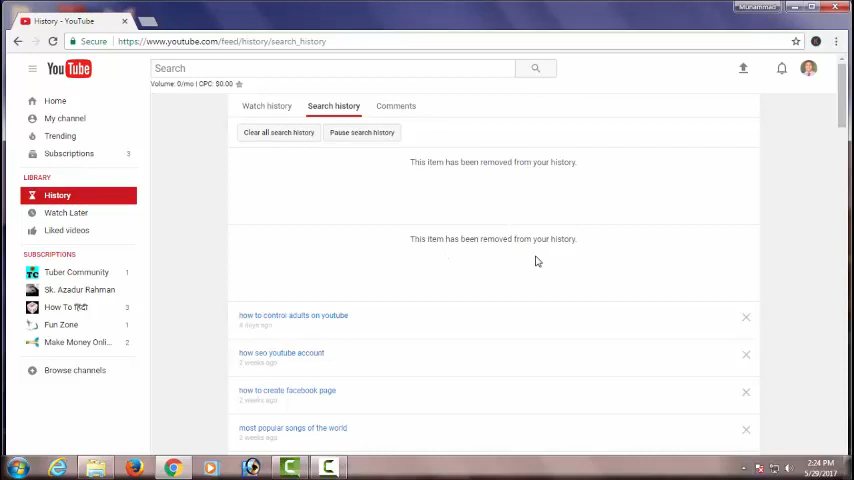 Muhammad
History - YouTube
Secure
https://www.youtube.com/feed/history/search_history
YouTube
Search
Volume: 0/mo | CPC: $0.00
Home
My channel
Trending
Subscriptions 3
LIBRARY
History
Watch Later
Liked videos
SUBSCRIPTIONS
TC Tuber Community 1
Sk. Azadur Rahman
How To हिंदी 3
Fun Zone 1
Make Money Onli... 2
Browse channels
Watch history Search history Comments
Clear all search history Pause search history
This item has been removed from your history.
This item has been removed from your history.
how to control adults on youtube
4 days ago
how seo youtube account
2 weeks ago
how to create facebook page
2 weeks ago
most popular songs of the world
2 weeks ago
2:24 PM
5/29/2017